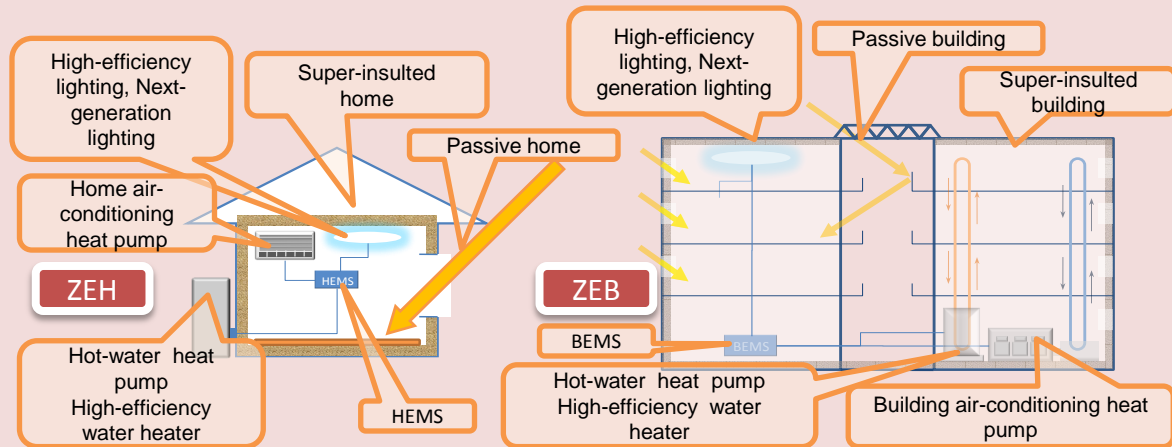 High-efficiency
lighting, Next-
generation
lighting
Super-insulted
home
Passive home
Home air-
conditioning
heat pump
HEMS
ZEH
Hot-water heat
pump
High-efficiency
water heater
HEMS
High-efficiency
lighting, Next-
generation lighting
Passive building
Super-insulted
building
ZEB
BEMS
BEMS
Hot-water heat pump
High-efficiency water
heater
Building air-conditioning heat
pump